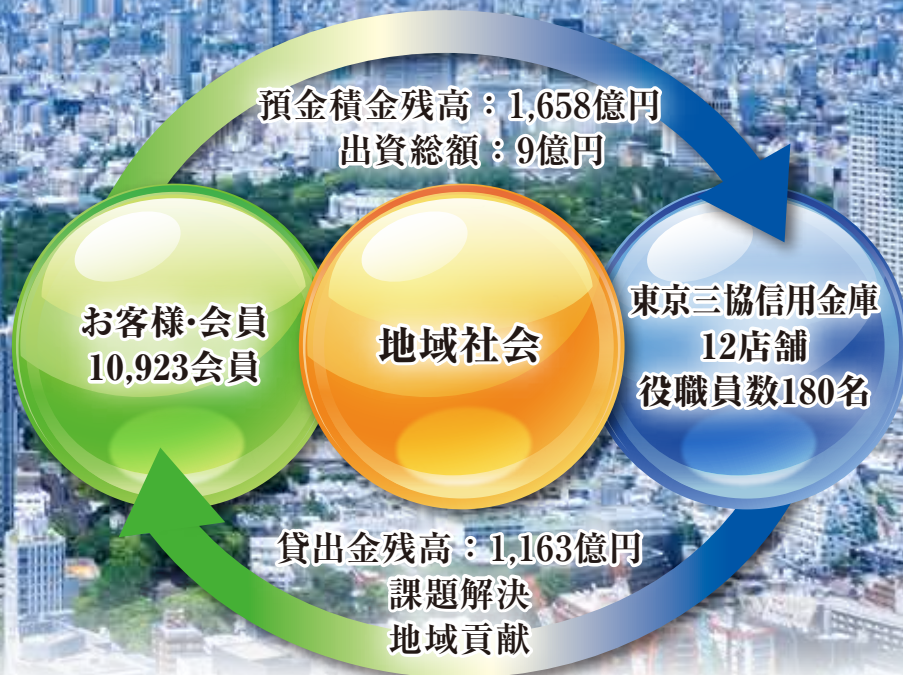 預金積金残高：1,658億円
出資総額：9億円
お客様・会員
10,923会員
地域社会
東京三協信用金庫
12店舗
役職員数180名
貸出金残高：1,163億円
課題解決
地域貢献